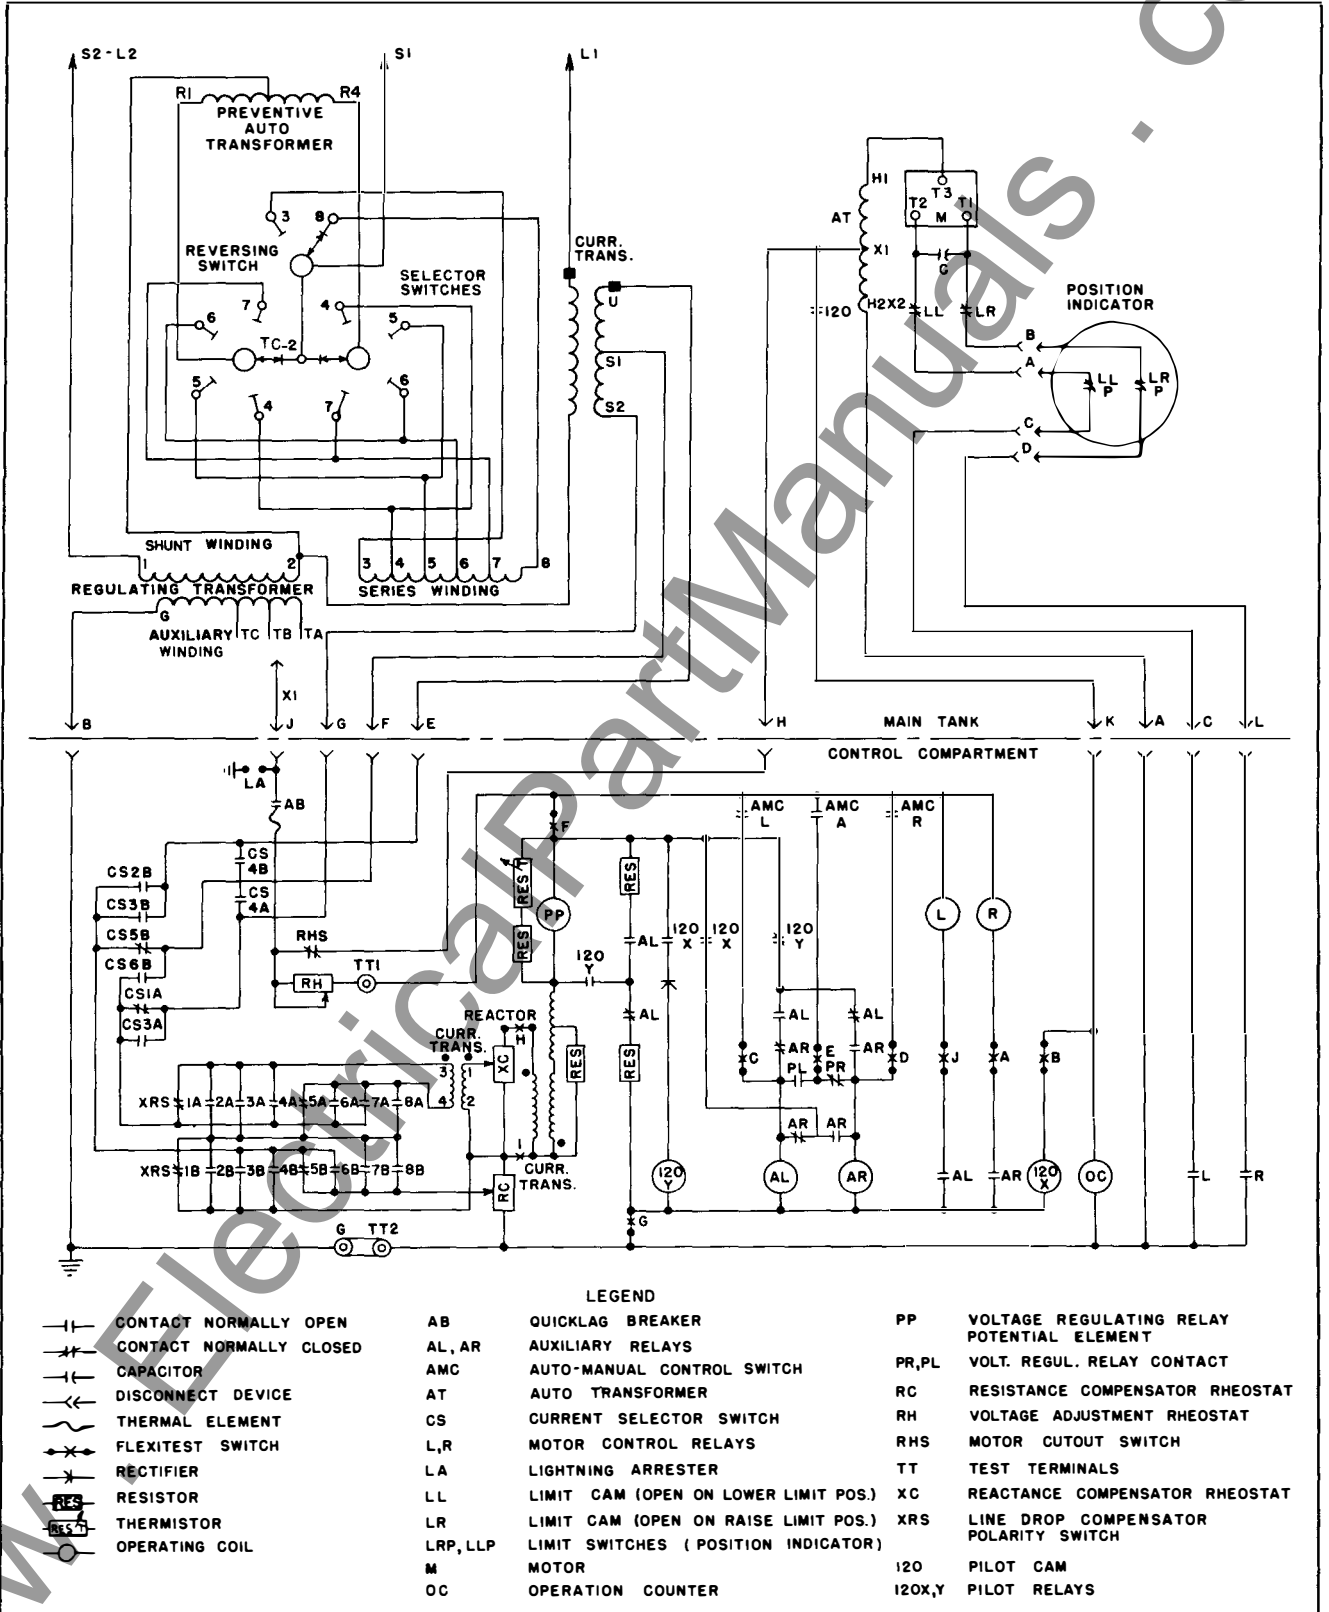 S2-L2
S1
L1
R1
R4
PREVENTIVE
AUTO
TRANSFORMER
3
8
REVERSING
SWITCH
SELECTOR
SWITCHES
7
4
6
5
TC-2
5
4
7
6
CURR.
TRANS.
U
S1
S2
H1
T3
T2
M
T1
AT
X1
C
120
H2X2
LL
LR
POSITION
INDICATOR
B
A
LL
P
LR
P
C
D
SHUNT WINDING
1
2
3
4
5
6
7
8
REGULATING TRANSFORMER
SERIES WINDING
G
AUXILIARY
WINDING
TC
TB
TA
X1
B
J
G
F
E
H
MAIN TANK
K
A
C
L
CONTROL COMPARTMENT
LA
AB
F
AMC
L
AMC
A
AMC
R
CS
4B
CS2B
CS
4A
CS3B
CS5B
CS6B
CS1A
CS3A
RHS
RH
TT1
REST
RES
PP
120
Y
RES
AL
AL
RES
120
X
120
X
120
Y
L
R
REACTOR
H
CURR.
TRANS.
3
1
4
2
XC
RES
AL
AL
AR
AR
C
E
PL
PR
D
J
A
B
XRS
1A
2A
3A
4A
5A
6A
7A
8A
XRS
1B
2B
3B
4B
5B
6B
7B
8B
I
CURR.
TRANS.
RC
AR
AR
120
Y
AL
AR
AL
AR
120
X
OC
L
R
G
G
TT2
LEGEND
CONTACT NORMALLY OPEN
CONTACT NORMALLY CLOSED
CAPACITOR
DISCONNECT DEVICE
THERMAL ELEMENT
FLEXITEST SWITCH
RECTIFIER
RES RESISTOR
REST THERMISTOR
OPERATING COIL
AB QUICKLAG BREAKER
AL, AR AUXILIARY RELAYS
AMC AUTO-MANUAL CONTROL SWITCH
AT AUTO TRANSFORMER
CS CURRENT SELECTOR SWITCH
L,R MOTOR CONTROL RELAYS
LA LIGHTNING ARRESTER
LL LIMIT CAM (OPEN ON LOWER LIMIT POS.)
LR LIMIT CAM (OPEN ON RAISE LIMIT POS.)
LRP, LLP LIMIT SWITCHES (POSITION INDICATOR)
M MOTOR
OC OPERATION COUNTER
PP VOLTAGE REGULATING RELAY
POTENTIAL ELEMENT
PR,PL VOLT. REGUL. RELAY CONTACT
RC RESISTANCE COMPENSATOR RHEOSTAT
RH VOLTAGE ADJUSTMENT RHEOSTAT
RHS MOTOR CUTOUT SWITCH
TT TEST TERMINALS
XC REACTANCE COMPENSATOR RHEOSTAT
XRS LINE DROP COMPENSATOR
POLARITY SWITCH
120 PILOT CAM
120X,Y PILOT RELAYS
w . ElectricalPartManuals . c